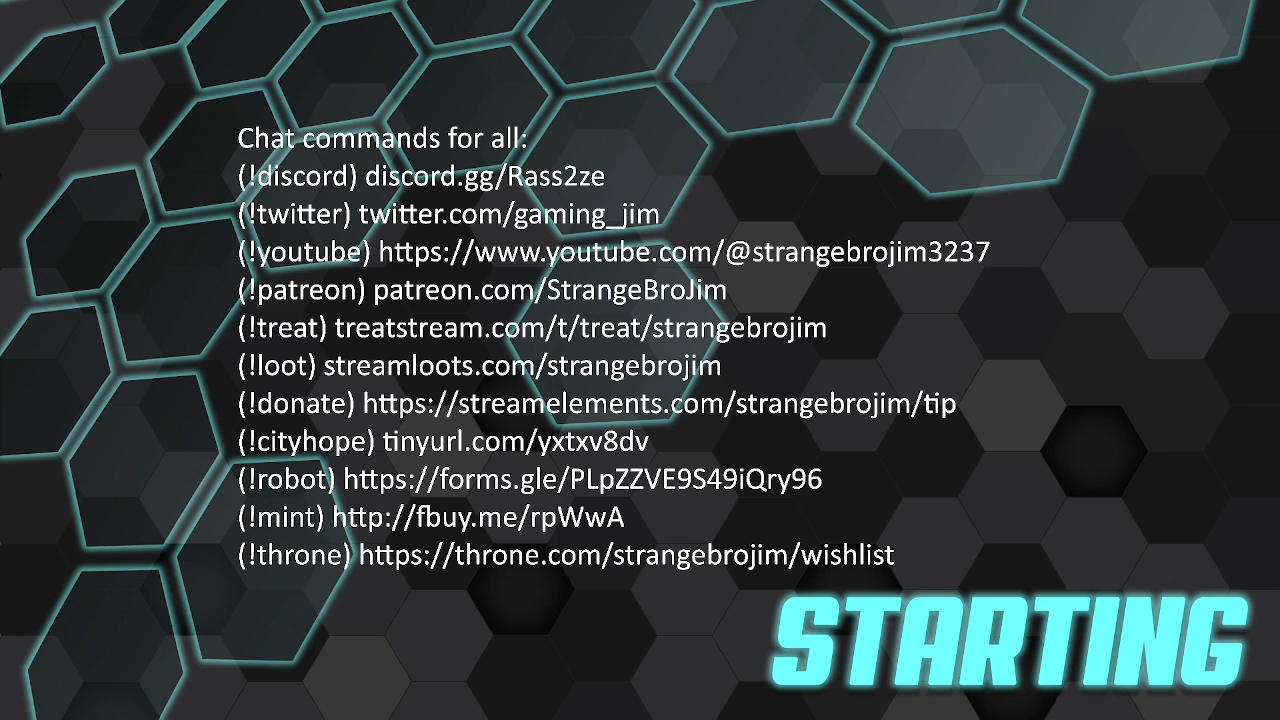 Chat commands for all:
(!discord) discord.gg/Rass2ze
(!twitter) twitter.com/gaming_jim
(!youtube) https://www.youtube.com/@strangebrojim3237
(!patreon) patreon.com/StrangeBroJim
(!treat) treatstream.com/t/treat/strangebrojim
(!loot) streamloots.com/strangebrojim
(!donate) https://streamelements.com/strangebrojim/tip
(!cityhope) tinyurl.com/yxtxv8dv
(!robot) https://forms.gle/PLpZZVE9S49iQry96
(!mint) http://fbuy.me/rpWwA
(!throne) https://throne.com/strangebrojim/wishlist
STARTING